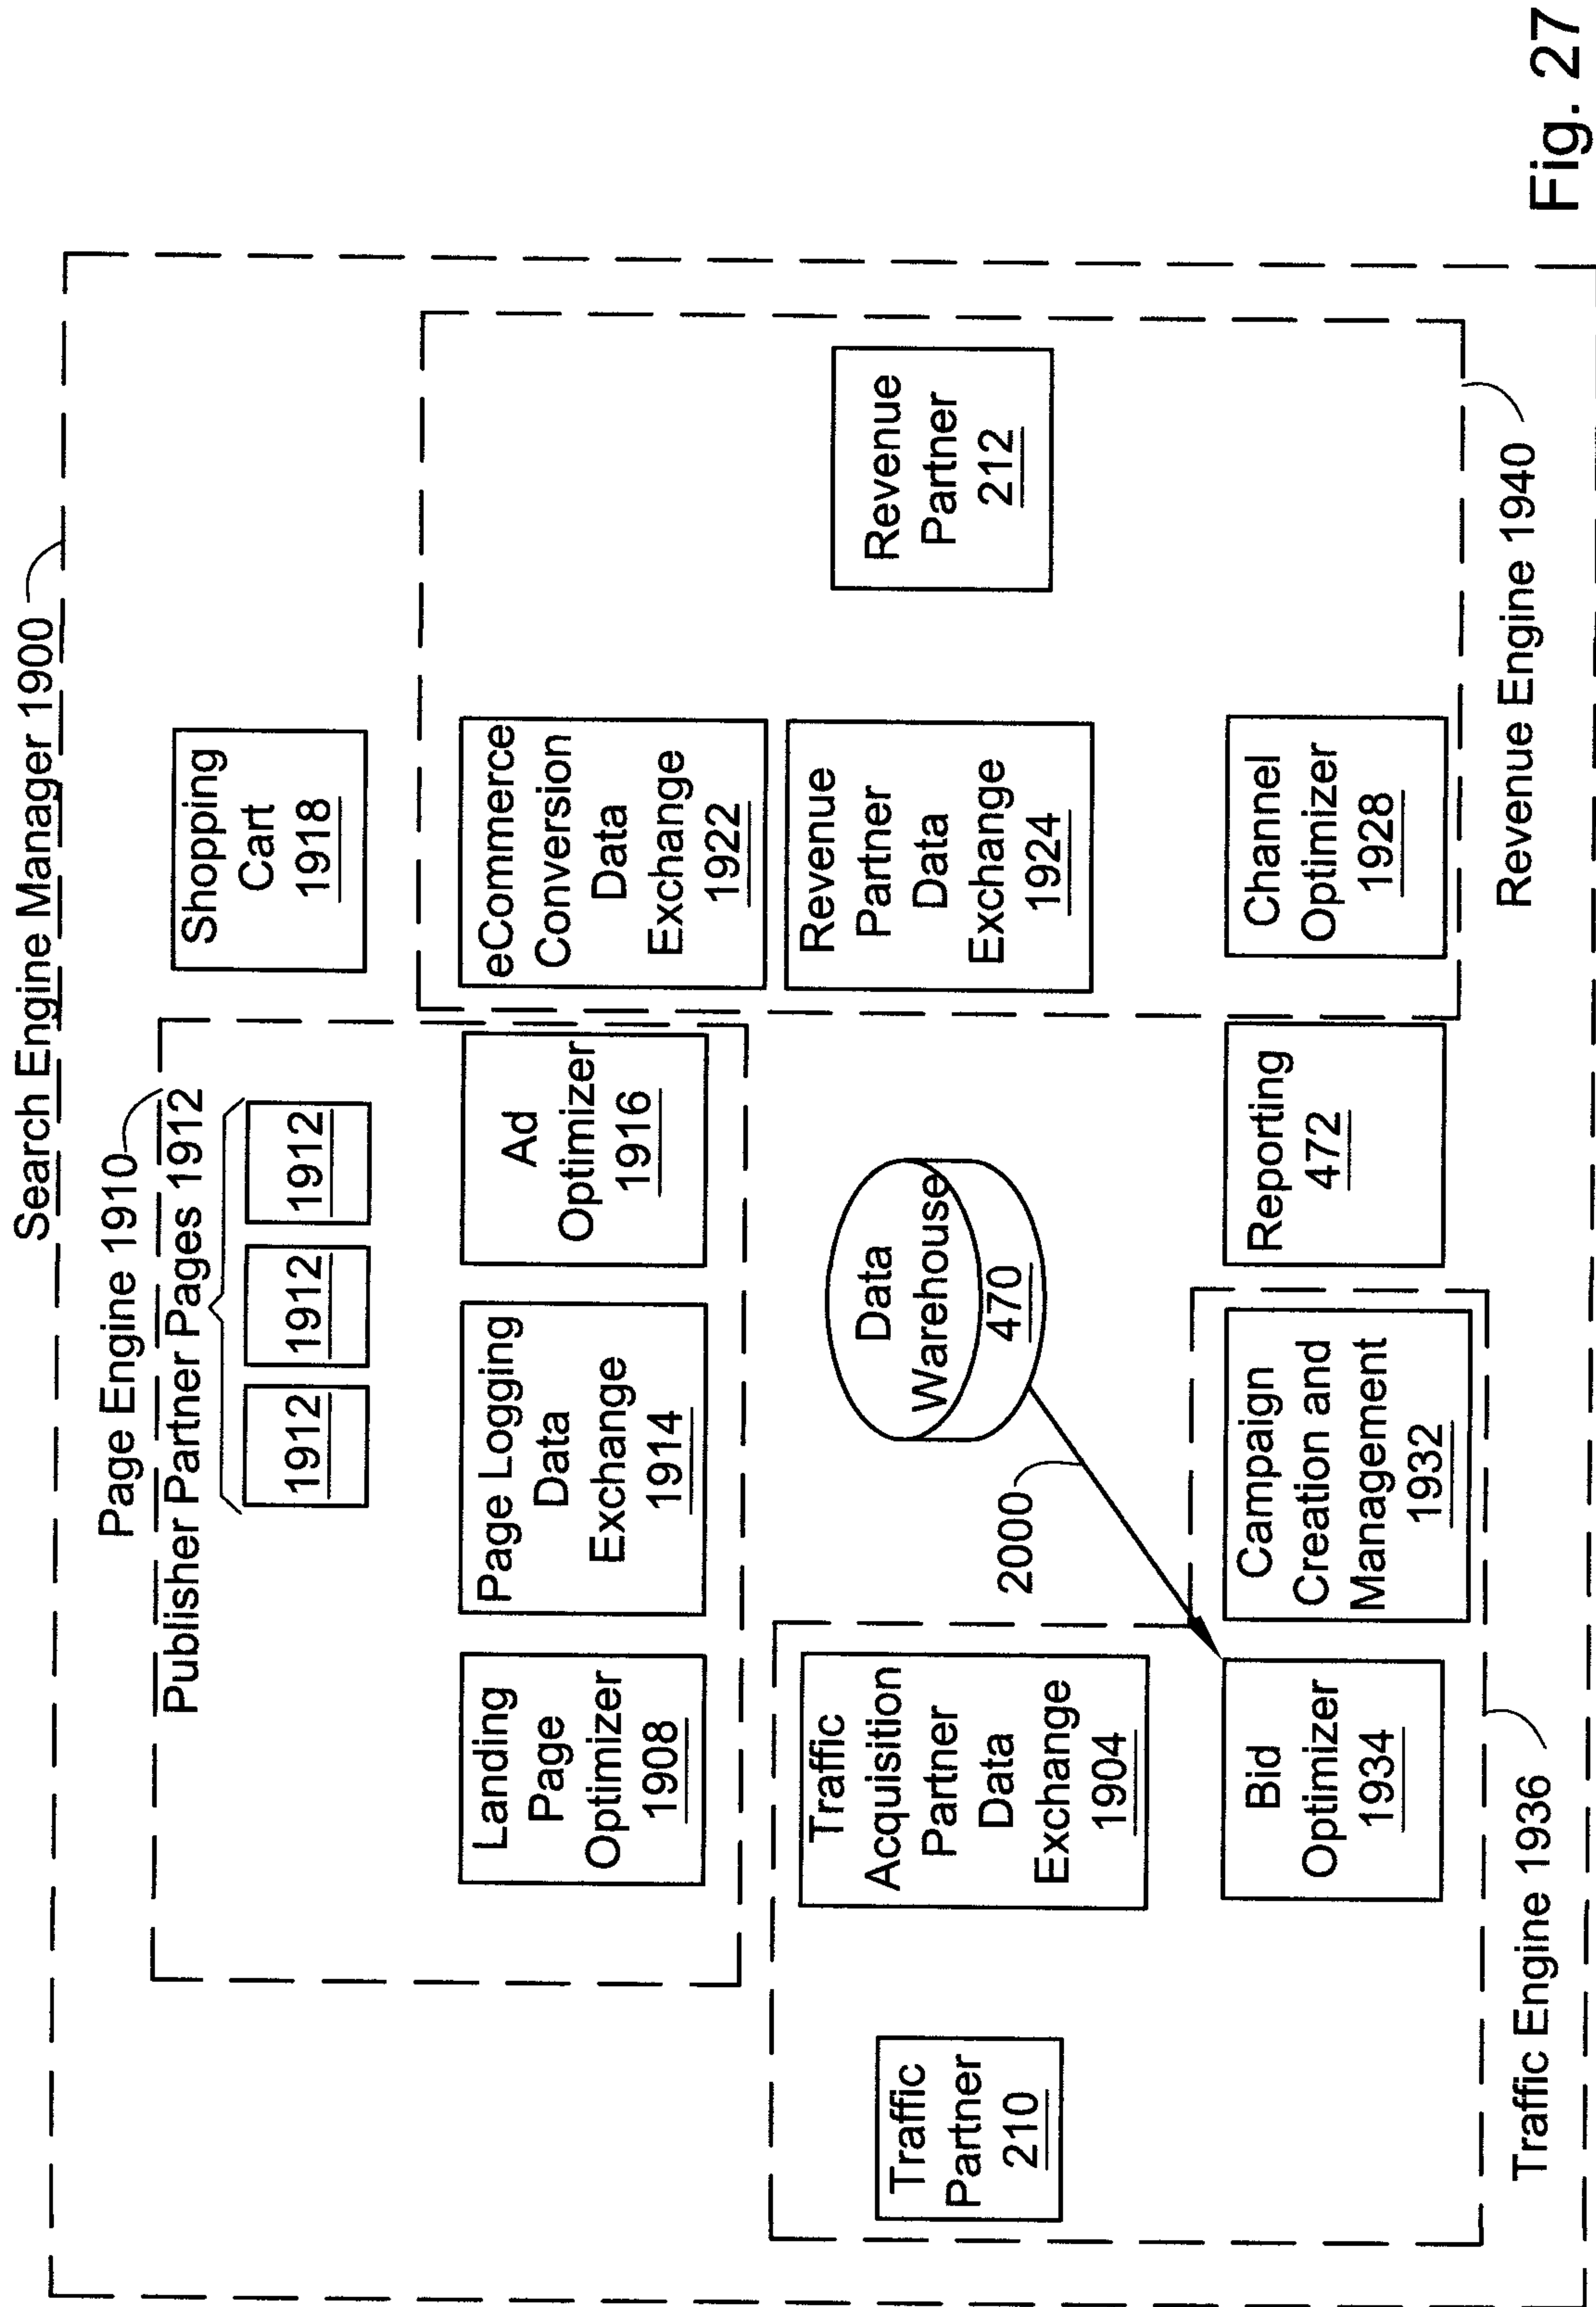 Search Engine Manager 1900
Page Engine 1910
Publisher Partner Pages 1912
1912
1912
1912
Shopping
Cart
1918
Landing
Page
Optimizer
1908
Page Logging
Data
Exchange
1914
Ad
Optimizer
1916
eCommerce
Conversion
Data
Exchange
1922
Traffic
Partner
210
Traffic
Acquisition
Partner
Data
Exchange
1904
2000
Data
Warehouse
470
Revenue
Partner
Data
Exchange
1924
Revenue
Partner
212
Bid
Optimizer
1934
Campaign
Creation and
Management
1932
Reporting
472
Channel
Optimizer
1928
Traffic Engine 1936
Revenue Engine 1940
Fig. 27